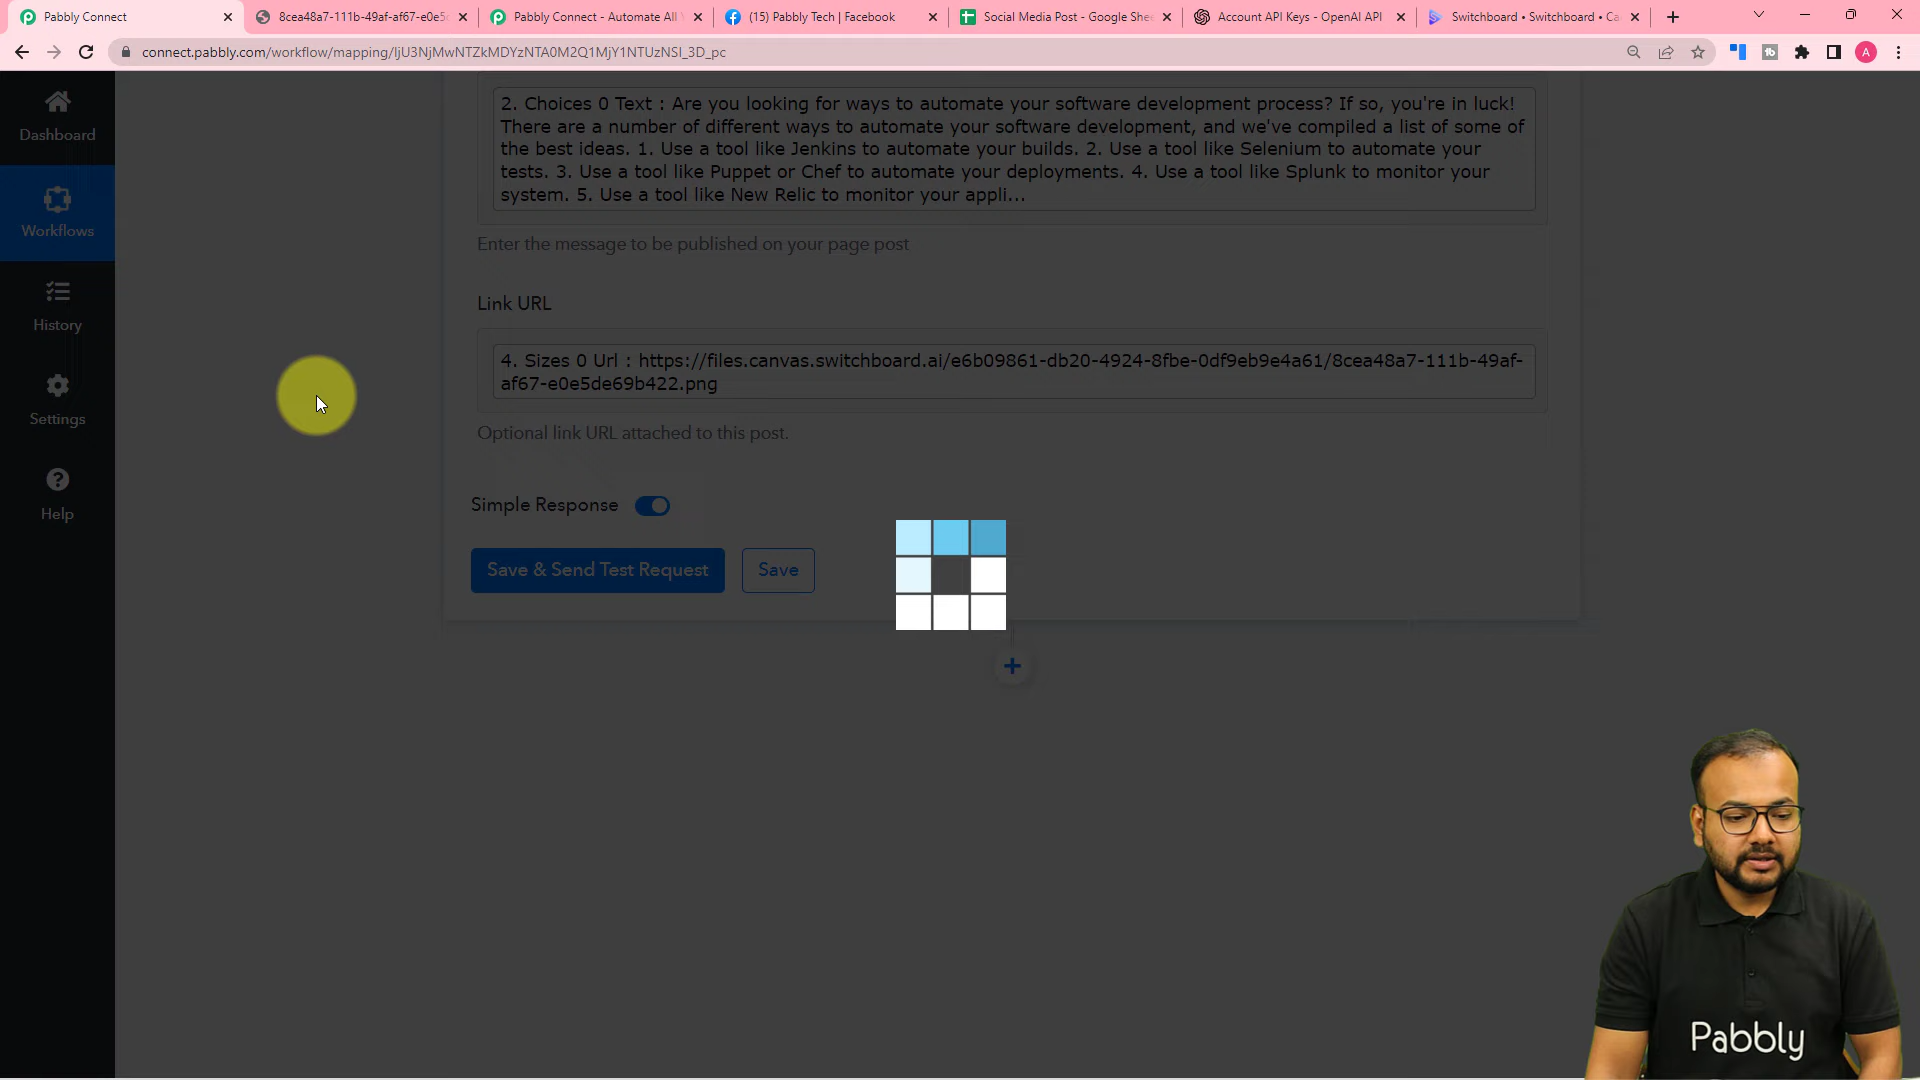 Pabbly Connect
8cea48a7-111b-49af-af67-e0e5
Pabbly Connect - Automate All
(15) Pabbly Tech | Facebook
Social Media Post - Google She
Account API Keys - OpenAI API
Switchboard • Switchboard • Ca
connect.pabbly.com/workflow/mapping/IjU3NjMwNTZkMDYzNTA0M2Q1MjY1NTUzNSI_3D_pc
A
Dashboard
Workflows
History
Settings
Help
2. Choices 0 Text : Are you looking for ways to automate your software development process? If so, you're in luck!
There are a number of different ways to automate your software development, and we've compiled a list of some of
the best ideas. 1. Use a tool like Jenkins to automate your builds. 2. Use a tool like Selenium to automate your
tests. 3. Use a tool like Puppet or Chef to automate your deployments. 4. Use a tool like Splunk to monitor your
system. 5. Use a tool like New Relic to monitor your appli...
Enter the message to be published on your page post
Link URL
4. Sizes 0 Url : https://files.canvas.switchboard.ai/e6b09861-db20-4924-8fbe-0df9eb9e4a61/8cea48a7-111b-49af-
af67-e0e5de69b422.png
Optional link URL attached to this post.
Simple Response
Save & Send Test Request
Save
Pabbly